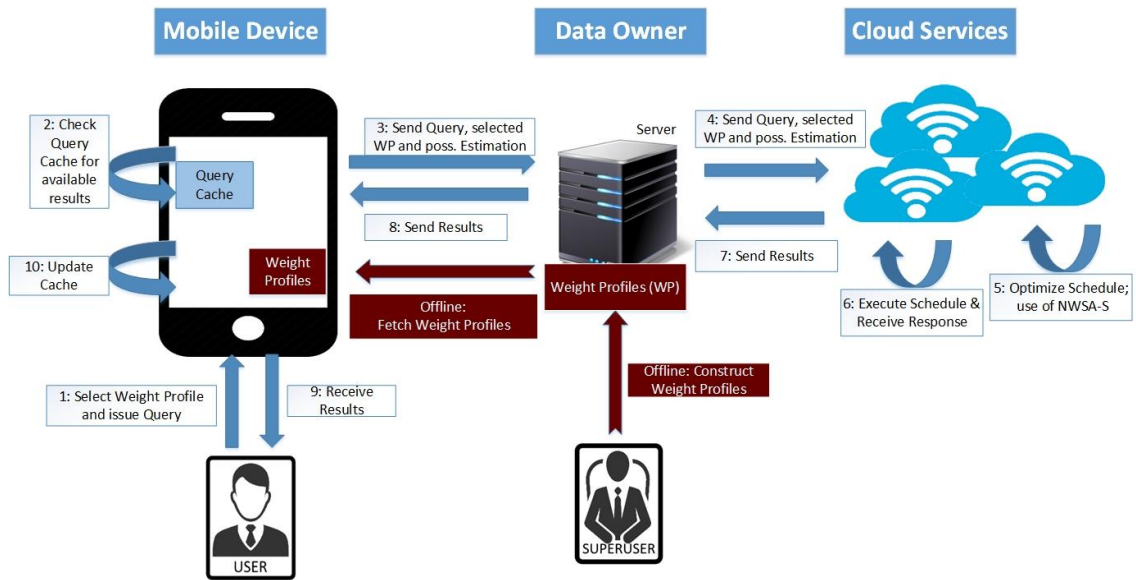 Mobile Device
Data Owner
Cloud Services
2: Check
Query
Cache for
available
results
Query
Cache
3: Send Query, selected
WP and poss. Estimation
Server
4: Send Query, selected
WP and poss. Estimation
8: Send Results
7: Send Results
10: Update
Cache
Weight
Profiles
Weight Profiles (WP)
Offline:
Fetch Weight Profiles
6: Execute Schedule &
Receive Response
5: Optimize Schedule;
use of NWSA-S
1: Select Weight Profile
and issue Query
9: Receive
Results
Offline: Construct
Weight Profiles
USER
SUPERUSER